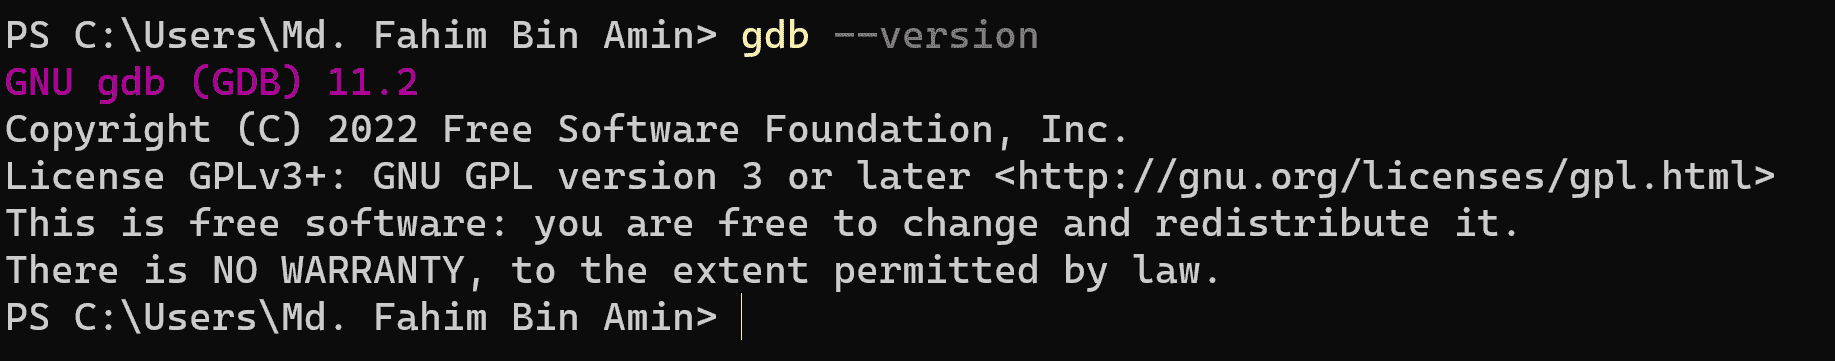 PS C:\Users\Md. Fahim Bin Amin> gdb --version
GNU gdb (GDB) 11.2
Copyright (C) 2022 Free Software Foundation, Inc.
License GPLv3+: GNU GPL version 3 or later <http://gnu.org/licenses/gpl.html>
This is free software: you are free to change and redistribute it.
There is NO WARRANTY, to the extent permitted by law.
PS C:\Users\Md. Fahim Bin Amin>